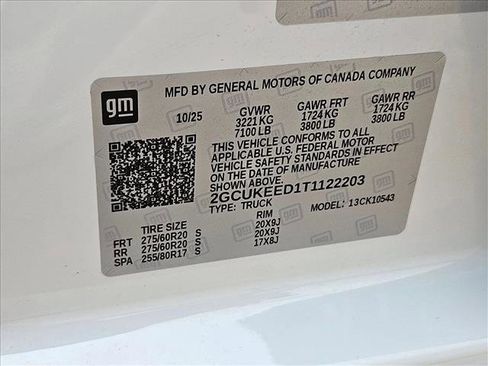 gm
MFD BY GENERAL MOTORS OF CANADA COMPANY
10/25 GVWR GAWR FRT GAWR RR
3221 KG 1724 KG 1724 KG
7100 LB 3800 LB 3800 LB
THIS VEHICLE CONFORMS TO ALL
APPLICABLE U.S. FEDERAL MOTOR
VEHICLE SAFETY STANDARDS IN EFFECT
ON THE DATE OF MANUFACTURE
SHOWN ABOVE.
2GCUKEED1T1122203
TYPE: TRUCK MODEL: 13CK10543
TIRE SIZE RIM
FRT 275/60R20 S 20X9J
RR 275/60R20 S 20X9J
SPA 255/80R17 S 17X8J